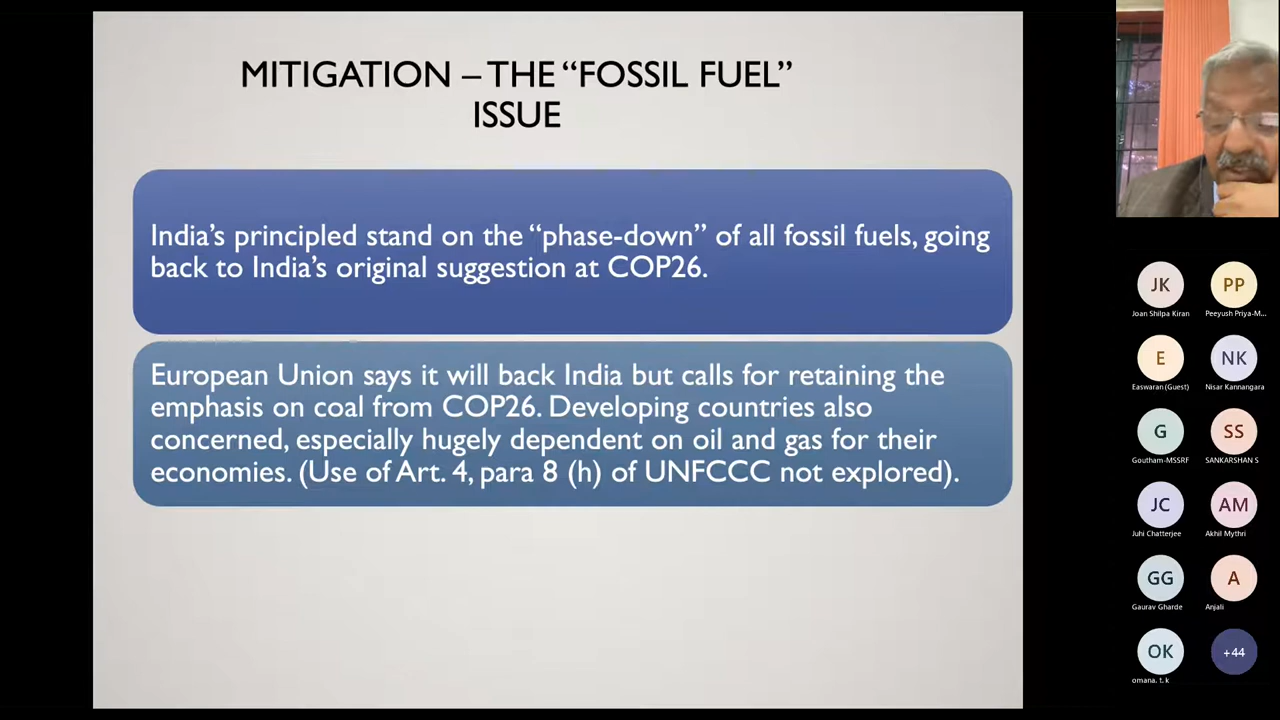 MITIGATION – THE “FOSSIL FUEL”
ISSUE
India’s principled stand on the “phase-down” of all fossil fuels, going
back to India’s original suggestion at COP26.
European Union says it will back India but calls for retaining the
emphasis on coal from COP26. Developing countries also
concerned, especially hugely dependent on oil and gas for their
economies. (Use of Art. 4, para 8 (h) of UNFCCC not explored).
JK
PP
Joan Shilpa Kiran
Peeyush Priya-M...
E
NK
Easwaran (Guest)
Nisar Kannangara
G
SS
Goutham-MSSRF
SANKARSHAN S
JC
AM
Juhi Chatterjee
Akhil Mythri
GG
A
Gaurav Gharde
Anjali
OK
+44
omana. t. k